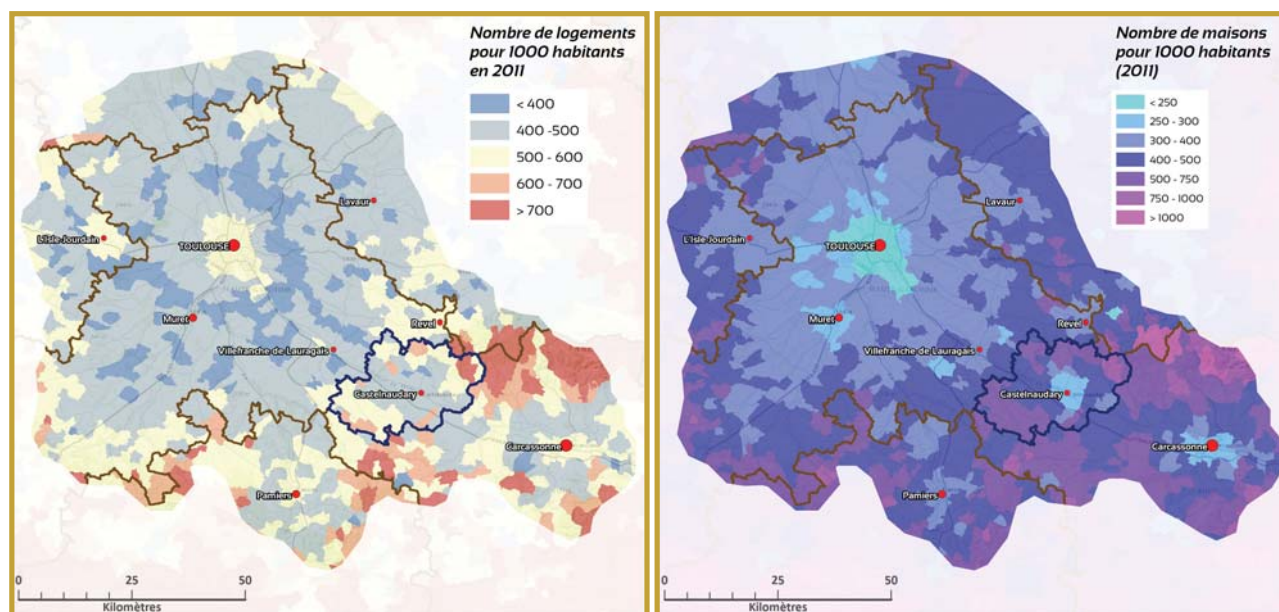 Nombre de logements
pour 1000 habitants
en 2011
< 400
400 -500
500 - 600
600 - 700
> 700
Lavaur
L'Isle-Jourdain
TOULOUSE
Muret
Revel
Villefranche de Lauragais
Castelnaudary
Carcassonne
Pamiers
0 25 50
Kilomètres
Nombre de maisons
pour 1000 habitants
(2011)
< 250
250 - 300
300 - 400
400 - 500
500 - 750
750 - 1000
> 1000
Lavaur
L'Isle-Jourdain
TOULOUSE
Muret
Revel
Villefranche de Lauragais
Castelnaudary
Carcassonne
Pamiers
0 25 50
Kilomètres